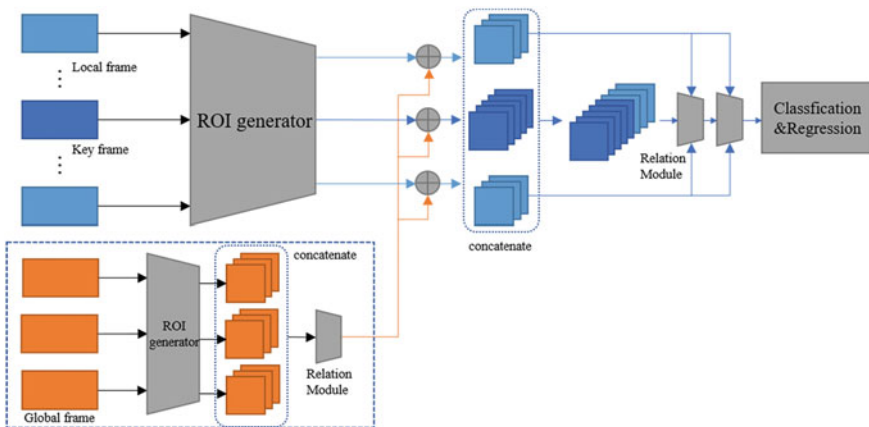 Local frame
Key frame
ROI generator
concatenate
Relation
Module
Classfication
&Regression
concatenate
ROI
generator
Relation
Module
Global frame